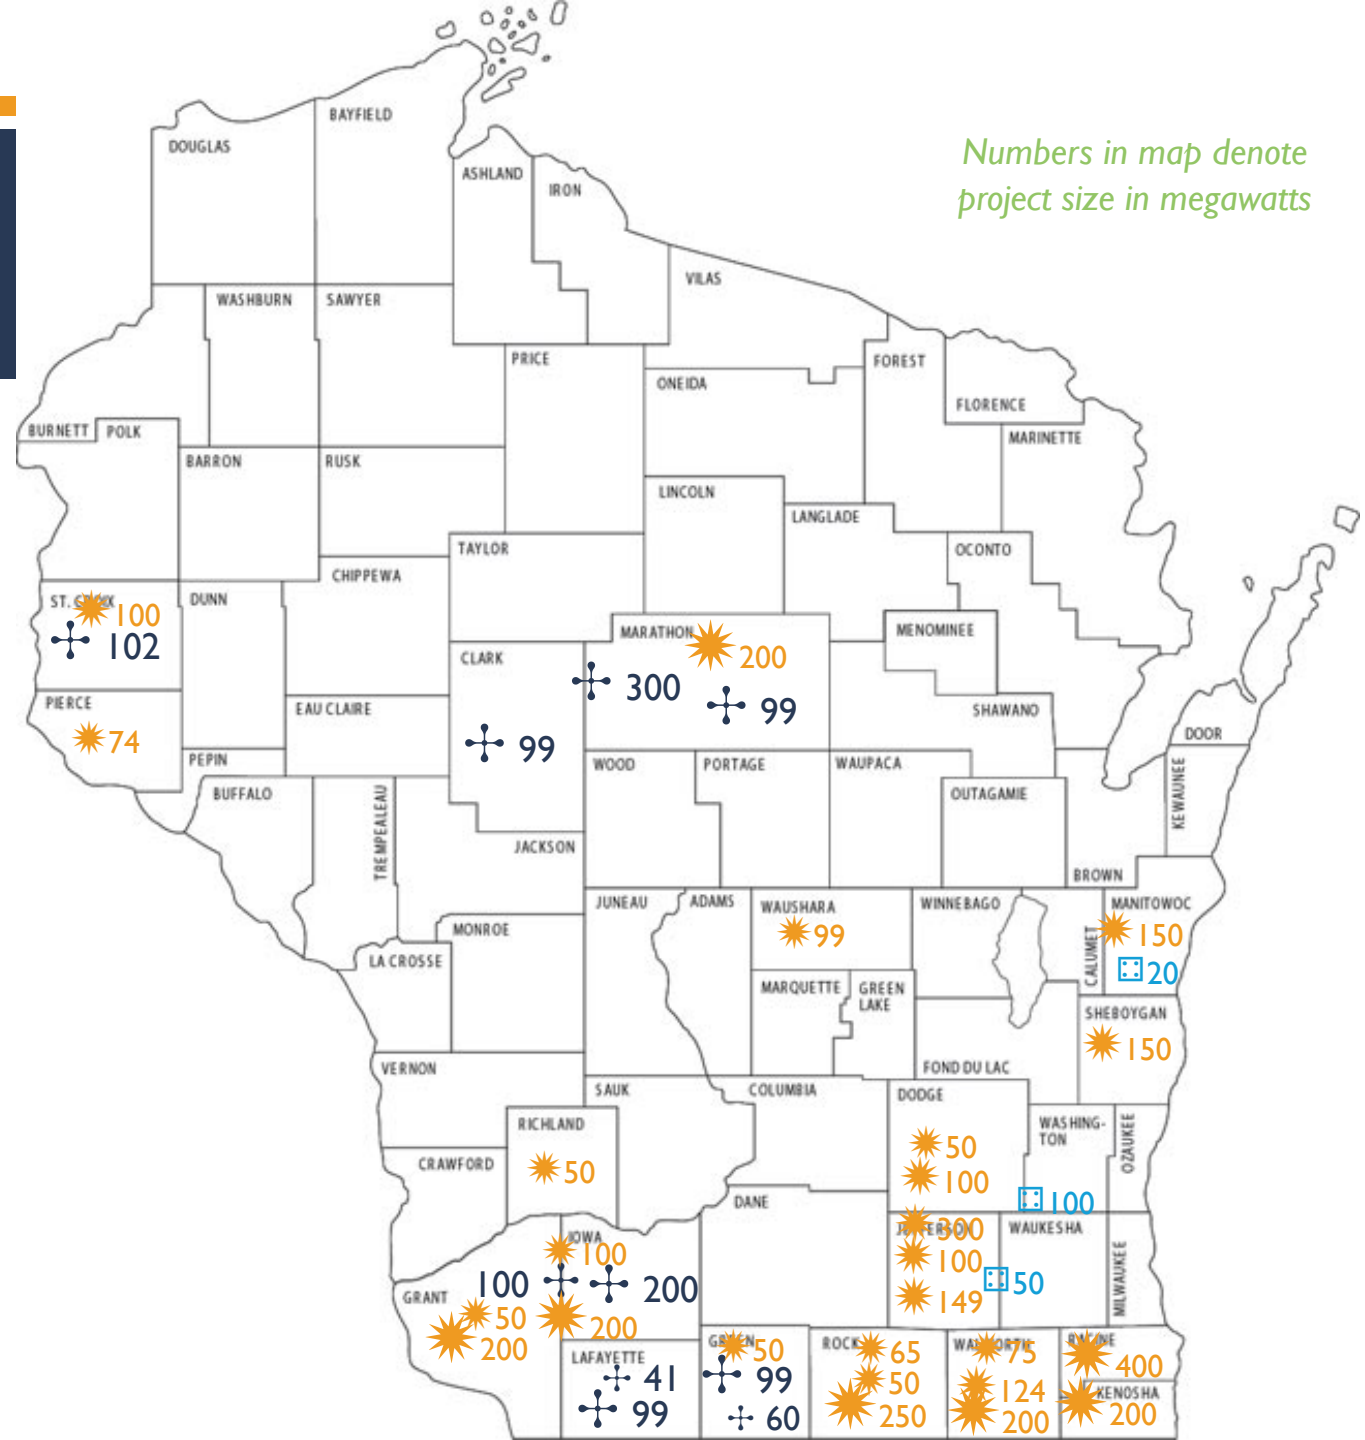 Numbers in map denote
project size in megawatts
BAYFIELD
DOUGLAS
ASHLAND
IRON
VILAS
WASHBURN
SAWYER
PRICE
FOREST
ONEIDA
FLORENCE
BURNETT
POLK
MARINETTE
BARRON
RUSK
LINCOLN
LANGLADE
TAYLOR
OCONTO
CHIPPEWA
ST. CROIX
100
102
DUNN
MARATHON
200
300
99
MENOMINEE
CLARK
99
PIERCE
74
EAU CLAIRE
SHAWANO
DOOR
PEPIN
WOOD
PORTAGE
WAUPACA
KEWAUNEE
BUFFALO
TREMPEALEAU
OUTAGAMIE
JACKSON
BROWN
JUNEAU
ADAMS
WAUSHARA
99
WINNEBAGO
CALUMET
MANITOWOC
150
20
MONROE
LA CROSSE
MARQUETTE
GREEN
LAKE
SHEBOYGAN
150
VERNON
FOND DU LAC
SAUK
COLUMBIA
DODGE
50
100
WASHING-
TON
100
OZAUKEE
RICHLAND
50
CRAWFORD
DANE
IOWA
100
100
200
200
JEFFERSON
300
100
149
WAUKESHA
50
MILWAUKEE
GRANT
50
200
LAFAYETTE
41
99
GREEN
50
99
60
ROCK
65
50
250
WALWORTH
75
124
200
RACINE
400
KENOSHA
200